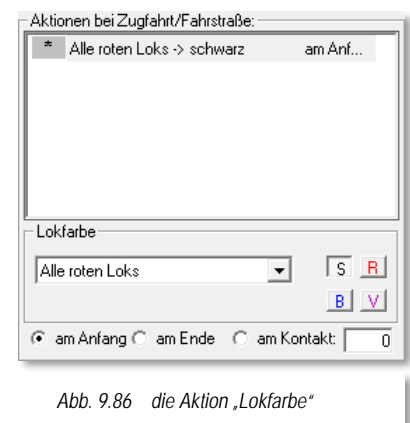 Aktionen bei Zugfahrt/Fahrstraße:
* Alle roten Loks -> schwarz am Anf...
Lokfarbe
Alle roten Loks S R
B V
am Anfang am Ende am Kontakt: 0
Abb. 9.86 die Aktion „Lokfarbe“